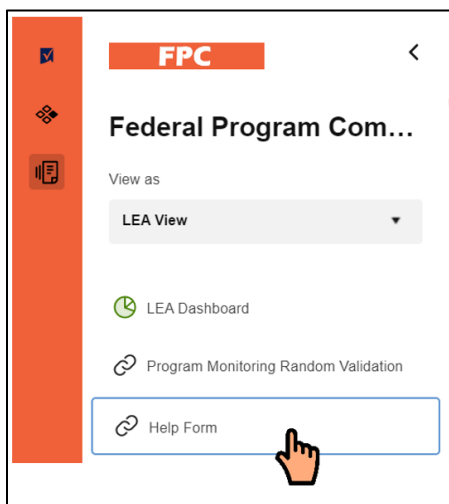 FPC
Federal Program Com...
View as
LEA View
LEA Dashboard
Program Monitoring Random Validation
Help Form